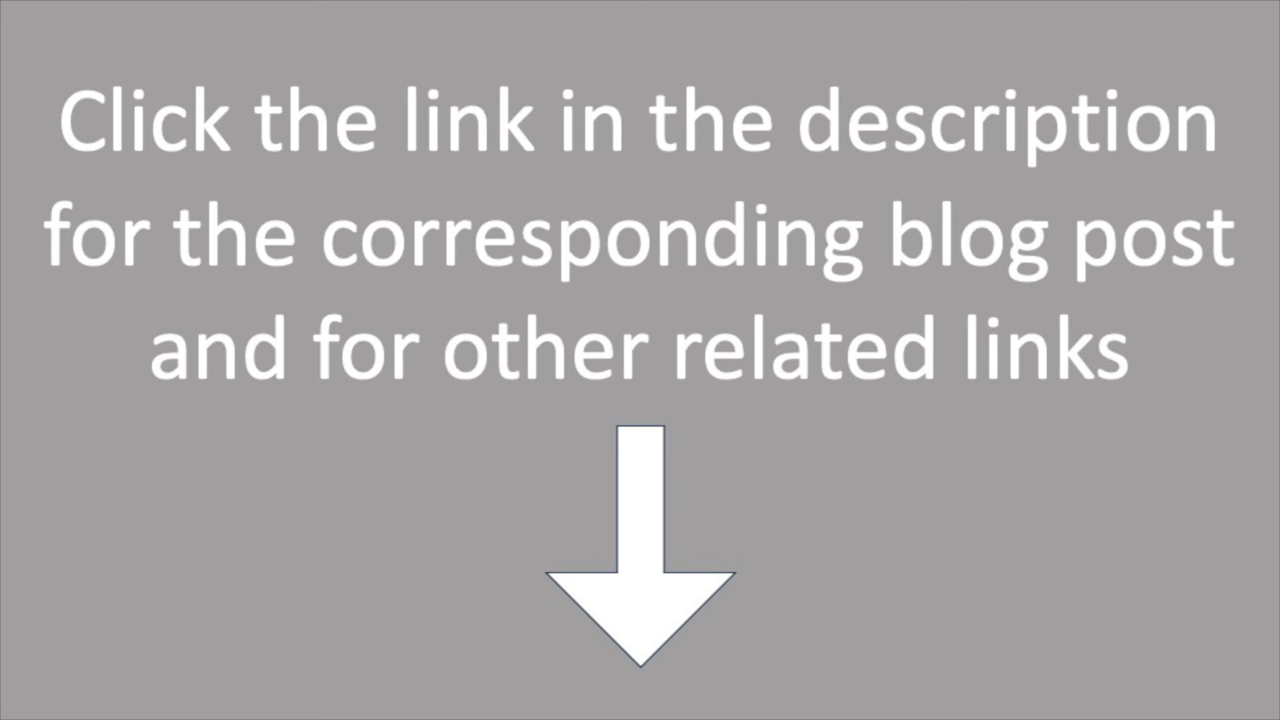 Click the link in the description
for the corresponding blog post
and for other related links